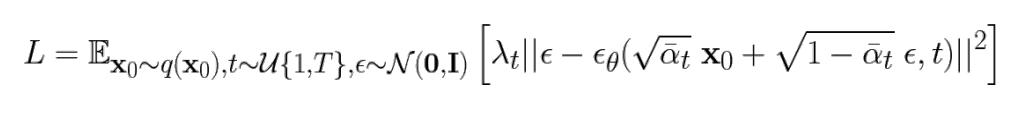 L = 𝔼_{𝐱₀∼q(𝐱₀),t∼𝒰{1,T},ϵ∼𝒩(𝟎,𝐈)} [λ_t||ϵ − ϵ_θ(√ᾱ_t 𝐱₀ + √(1 − ᾱ_t) ϵ, t)||²]